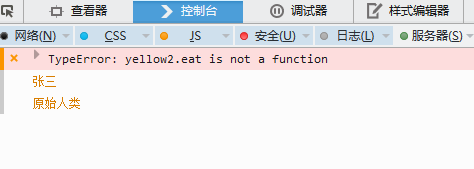 查看器 控制台 调试器 样式编辑器
网络(N) CSS JS 安全(U) 日志(L) 服务器(S)
TypeError: yellow2.eat is not a function
张三
原始人类